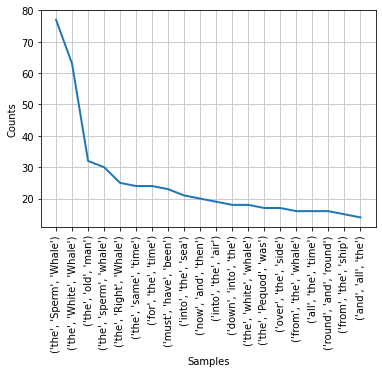 80
70
60
50
40
30
20
Counts
('the', 'Sperm', 'Whale')
('the', 'White', 'Whale')
('the', 'old', 'man')
('the', 'sperm', 'whale')
('the', 'Right', 'Whale')
('the', 'same', 'time')
('for', 'the', 'time')
('must', 'have', 'been')
('into', 'the', 'sea')
('now', 'and', 'then')
('into', 'the', 'air')
('down', 'into', 'the')
('the', 'white', 'whale')
('the', 'Pequod', 'was')
('over', 'the', 'side')
('from', 'the', 'whale')
('all', 'the', 'time')
('round', 'and', 'round')
('from', 'the', 'ship')
('and', 'all', 'the')
Samples